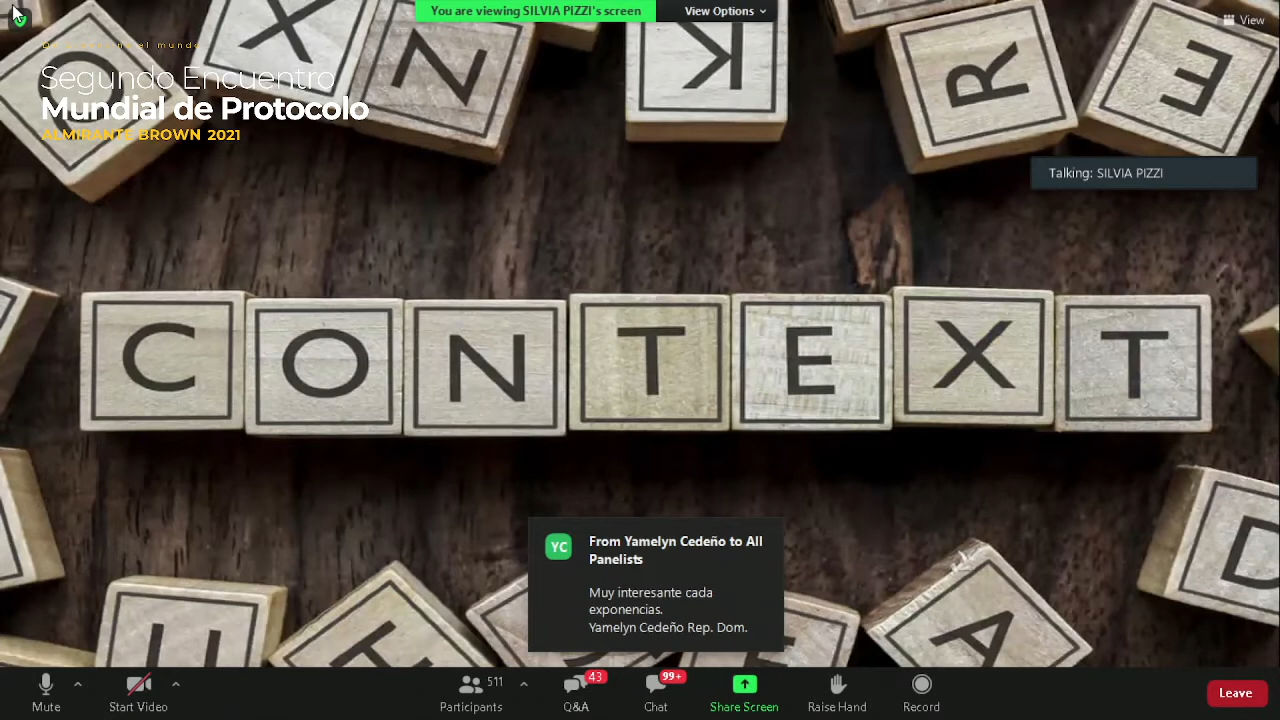 You are viewing SILVIA PIZZI's screen
View Options
View
Segundo Encuentro
Mundial de Protocolo
ALMIRANTE BROWN 2021
Talking: SILVIA PIZZI
X
Z
K
R
E
C O N T E X T
D
A
YC
From Yamelyn Cedeño to All
Panelists
Muy interesante cada
exponencias.
Yamelyn Cedeño Rep. Dom.
511
43
99+
Mute
Start Video
Participants
Q&A
Chat
Share Screen
Raise Hand
Record
Leave